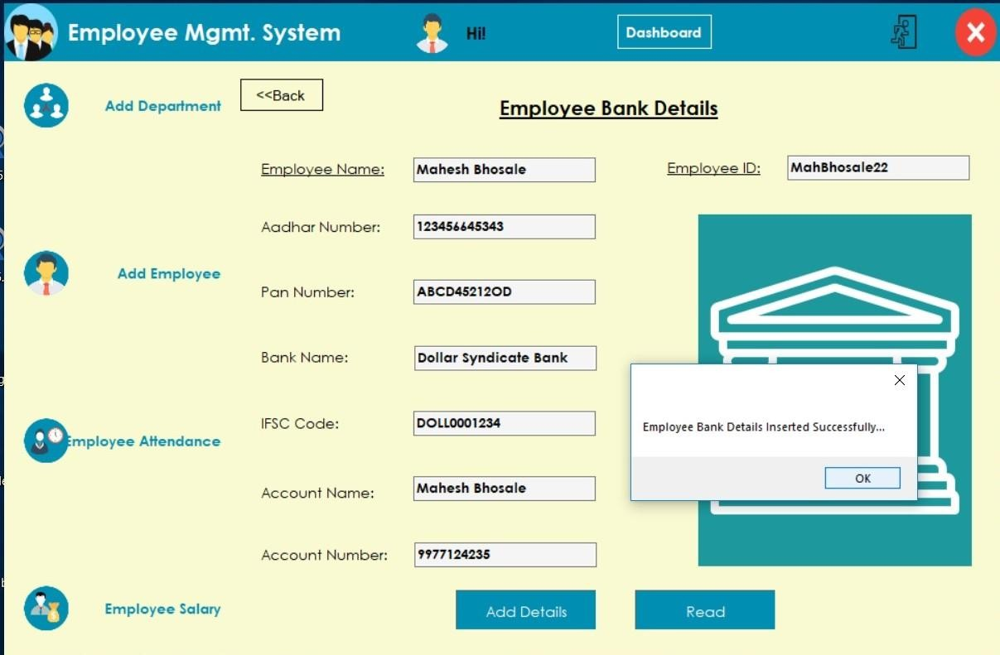 Employee Mgmt. System
Hi!
Dashboard
Add Department
<<Back
Employee Bank Details
Employee Name:
Mahesh Bhosale
Employee ID:
MahBhosale22
Aadhar Number:
123456645343
Add Employee
Pan Number:
ABCD45212OD
Bank Name:
Dollar Syndicate Bank
IFSC Code:
DOLL0001234
Employee Bank Details Inserted Successfully...
OK
Employee Attendance
Account Name:
Mahesh Bhosale
Account Number:
9977124235
Employee Salary
Add Details
Read